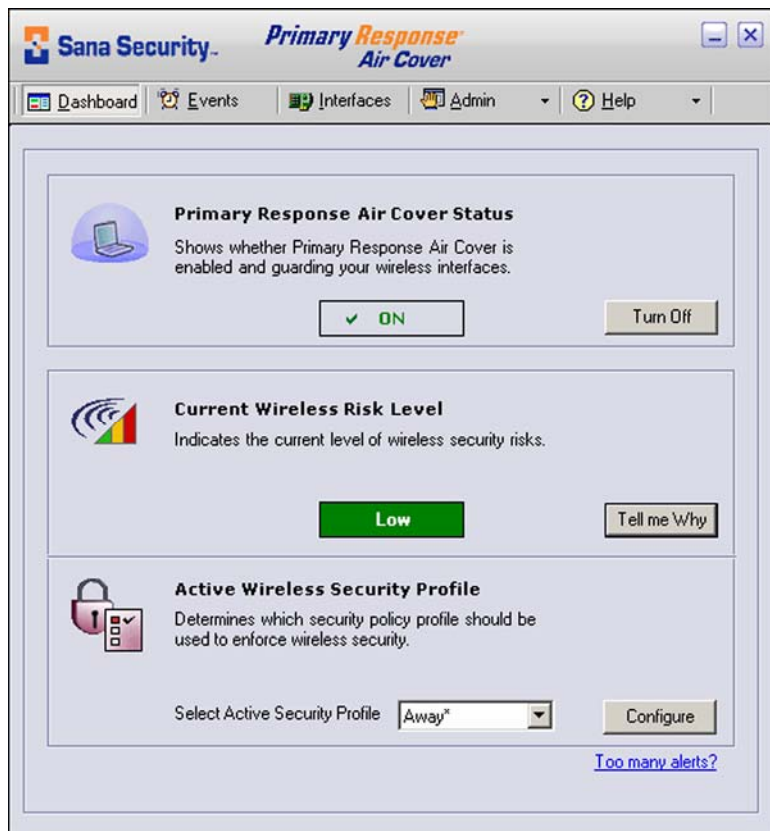 Sana Security™
Primary Response®
Air Cover
Dashboard
Events
Interfaces
Admin
Help
Primary Response Air Cover Status
Shows whether Primary Response Air Cover is
enabled and guarding your wireless interfaces.
ON
Turn Off
Current Wireless Risk Level
Indicates the current level of wireless security risks.
Low
Tell me Why
Active Wireless Security Profile
Determines which security policy profile should be
used to enforce wireless security.
Select Active Security Profile
Away*
Configure
Too many alerts?